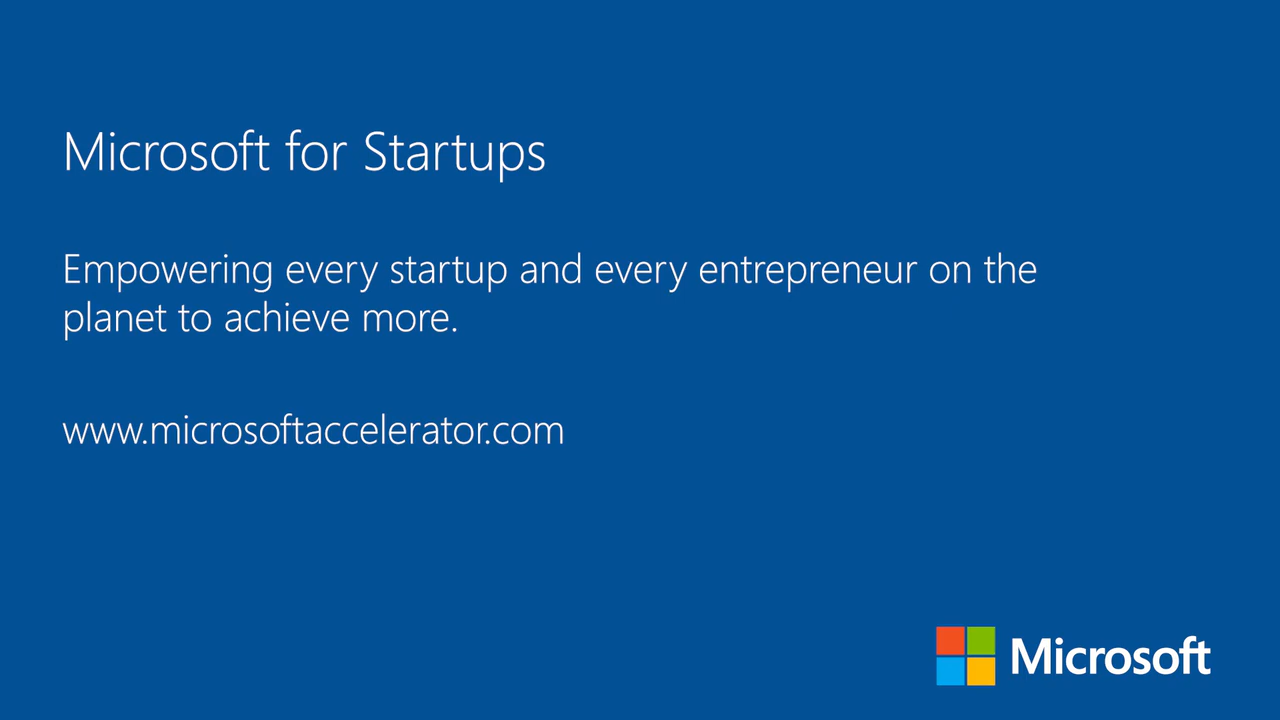 Microsoft for Startups
Empowering every startup and every entrepreneur on the
planet to achieve more.
www.microsoftaccelerator.com
Microsoft